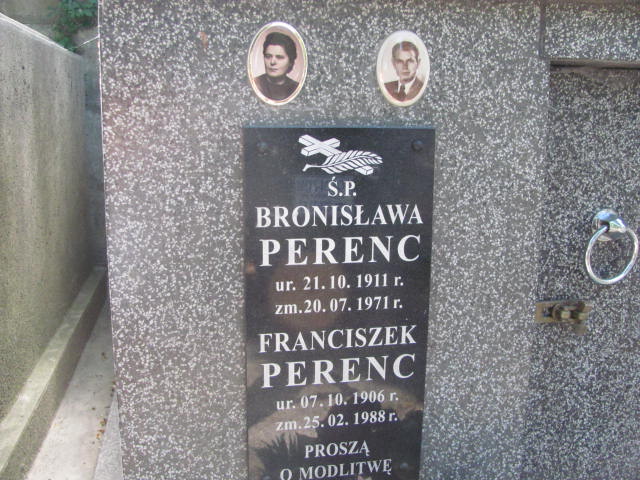 Ś.P.
BRONISŁAWA
PERENC
ur. 21. 10. 1911 r.
zm.20. 07. 1971 r.
FRANCISZEK
PERENC
ur. 07. 10. 1906 r.
zm.25. 02. 1988 r.
PROSZĄ
O MODLITWĘ